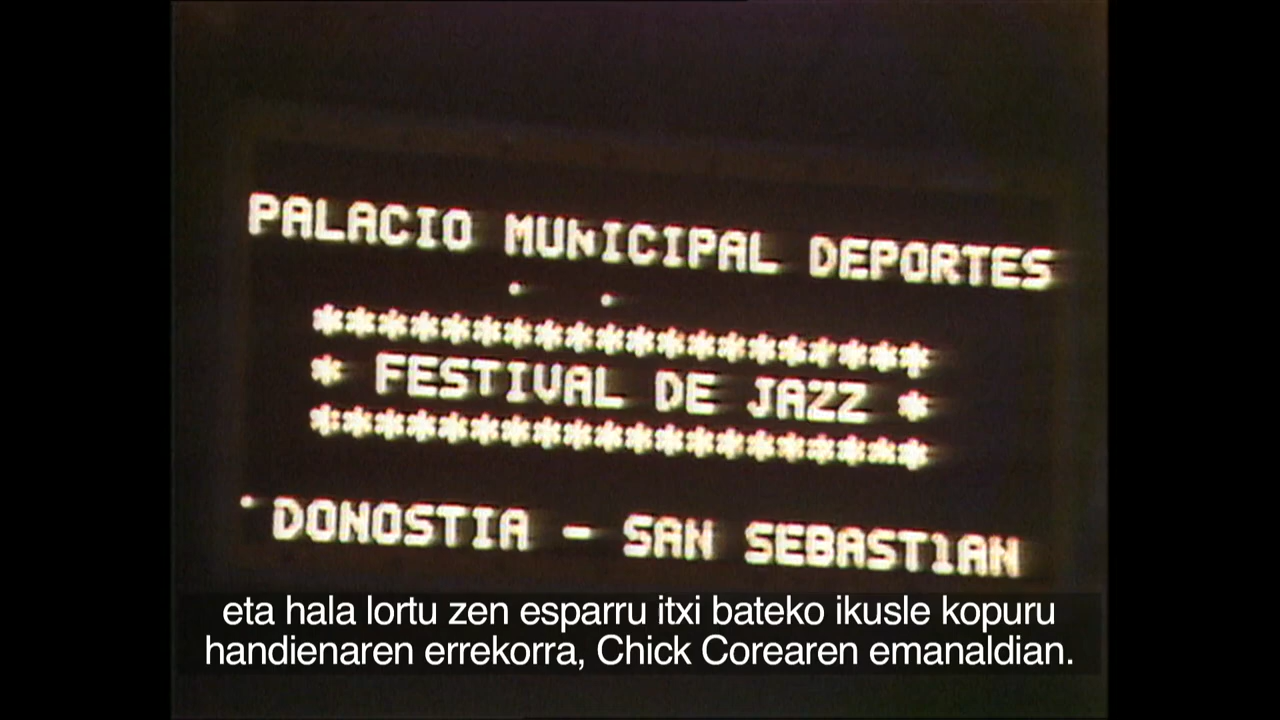 PALACIO MUNICIPAL DEPORTES
********************
* FESTIVAL DE JAZZ *
********************
DONOSTIA - SAN SEBASTIAN
eta hala lortu zen esparru itxi bateko ikusle kopuru
handienaren errekorra, Chick Corearen emanaldian.